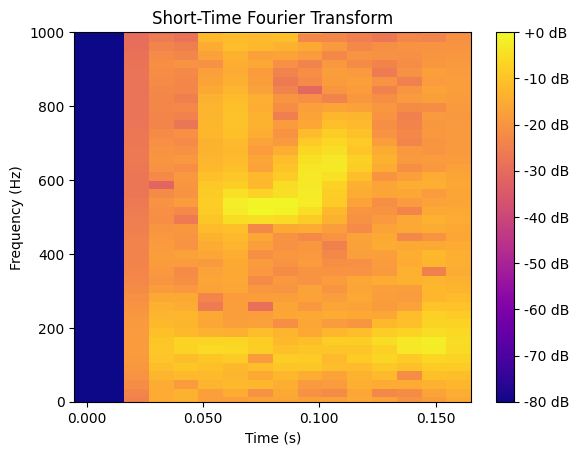 Short-Time Fourier Transform
1000
800
600
400
200
0
Frequency (Hz)
0.000
0.050
0.100
0.150
Time (s)
+0 dB
-10 dB
-20 dB
-30 dB
-40 dB
-50 dB
-60 dB
-70 dB
-80 dB